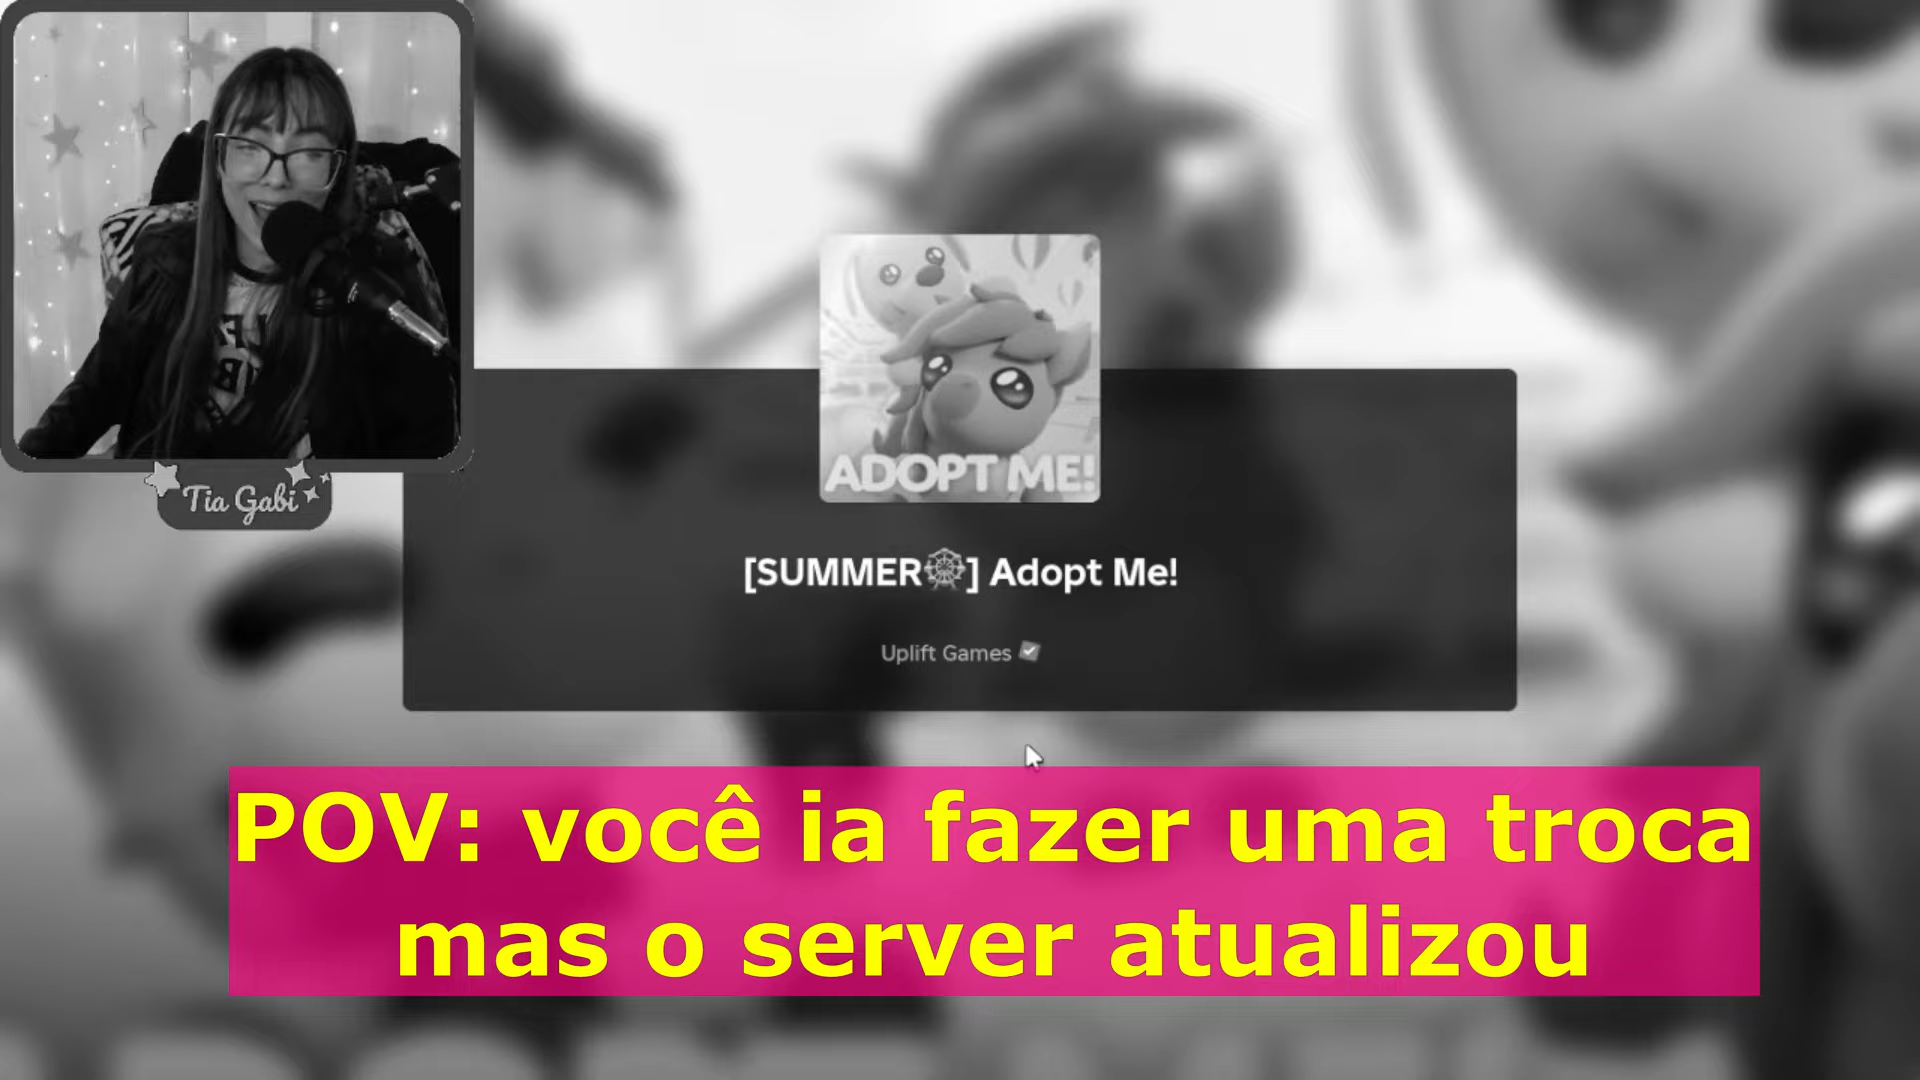 Tia Gabi
ADOPT ME!
[SUMMER🎡] Adopt Me!
Uplift Games
POV: você ia fazer uma troca
mas o server atualizou